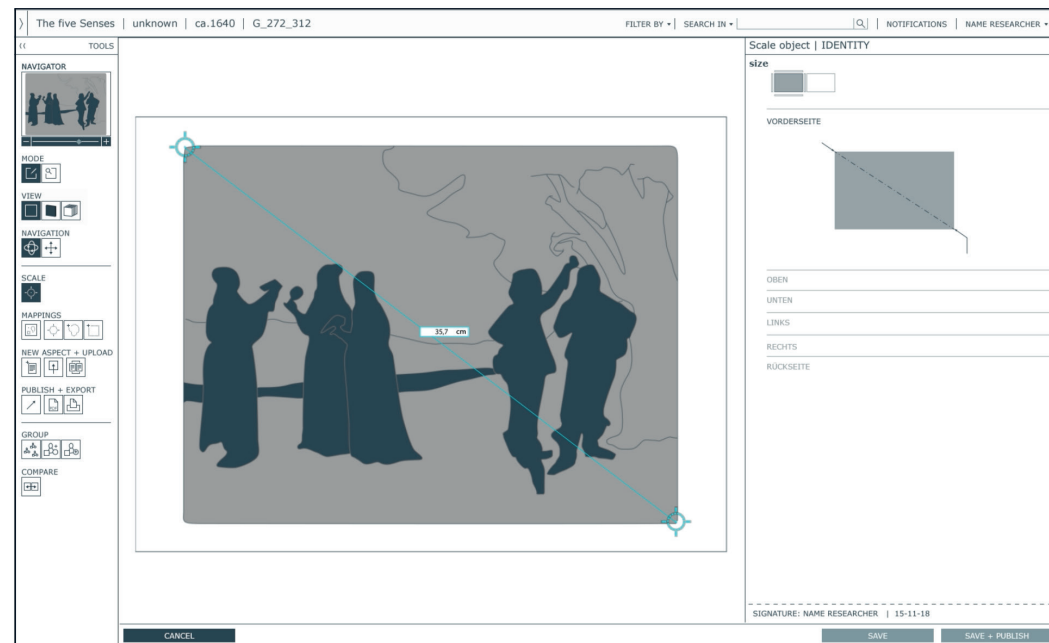 The five Senses | unknown | ca.1640 | G_272_312
FILTER BY ▾ | SEARCH IN ▾ | NOTIFICATIONS | NAME RESEARCHER ▾
TOOLS
NAVIGATOR
MODE
VIEW
NAVIGATION
SCALE
MAPPINGS
NEW ASPECT + UPLOAD
PUBLISH + EXPORT
GROUP
COMPARE
35,7 cm
CANCEL
Scale object | IDENTITY
size
VORDERSEITE
OBEN
UNTEN
LINKS
RECHTS
RÜCKSEITE
SIGNATURE: NAME RESEARCHER | 15-11-18
SAVE
SAVE + PUBLISH